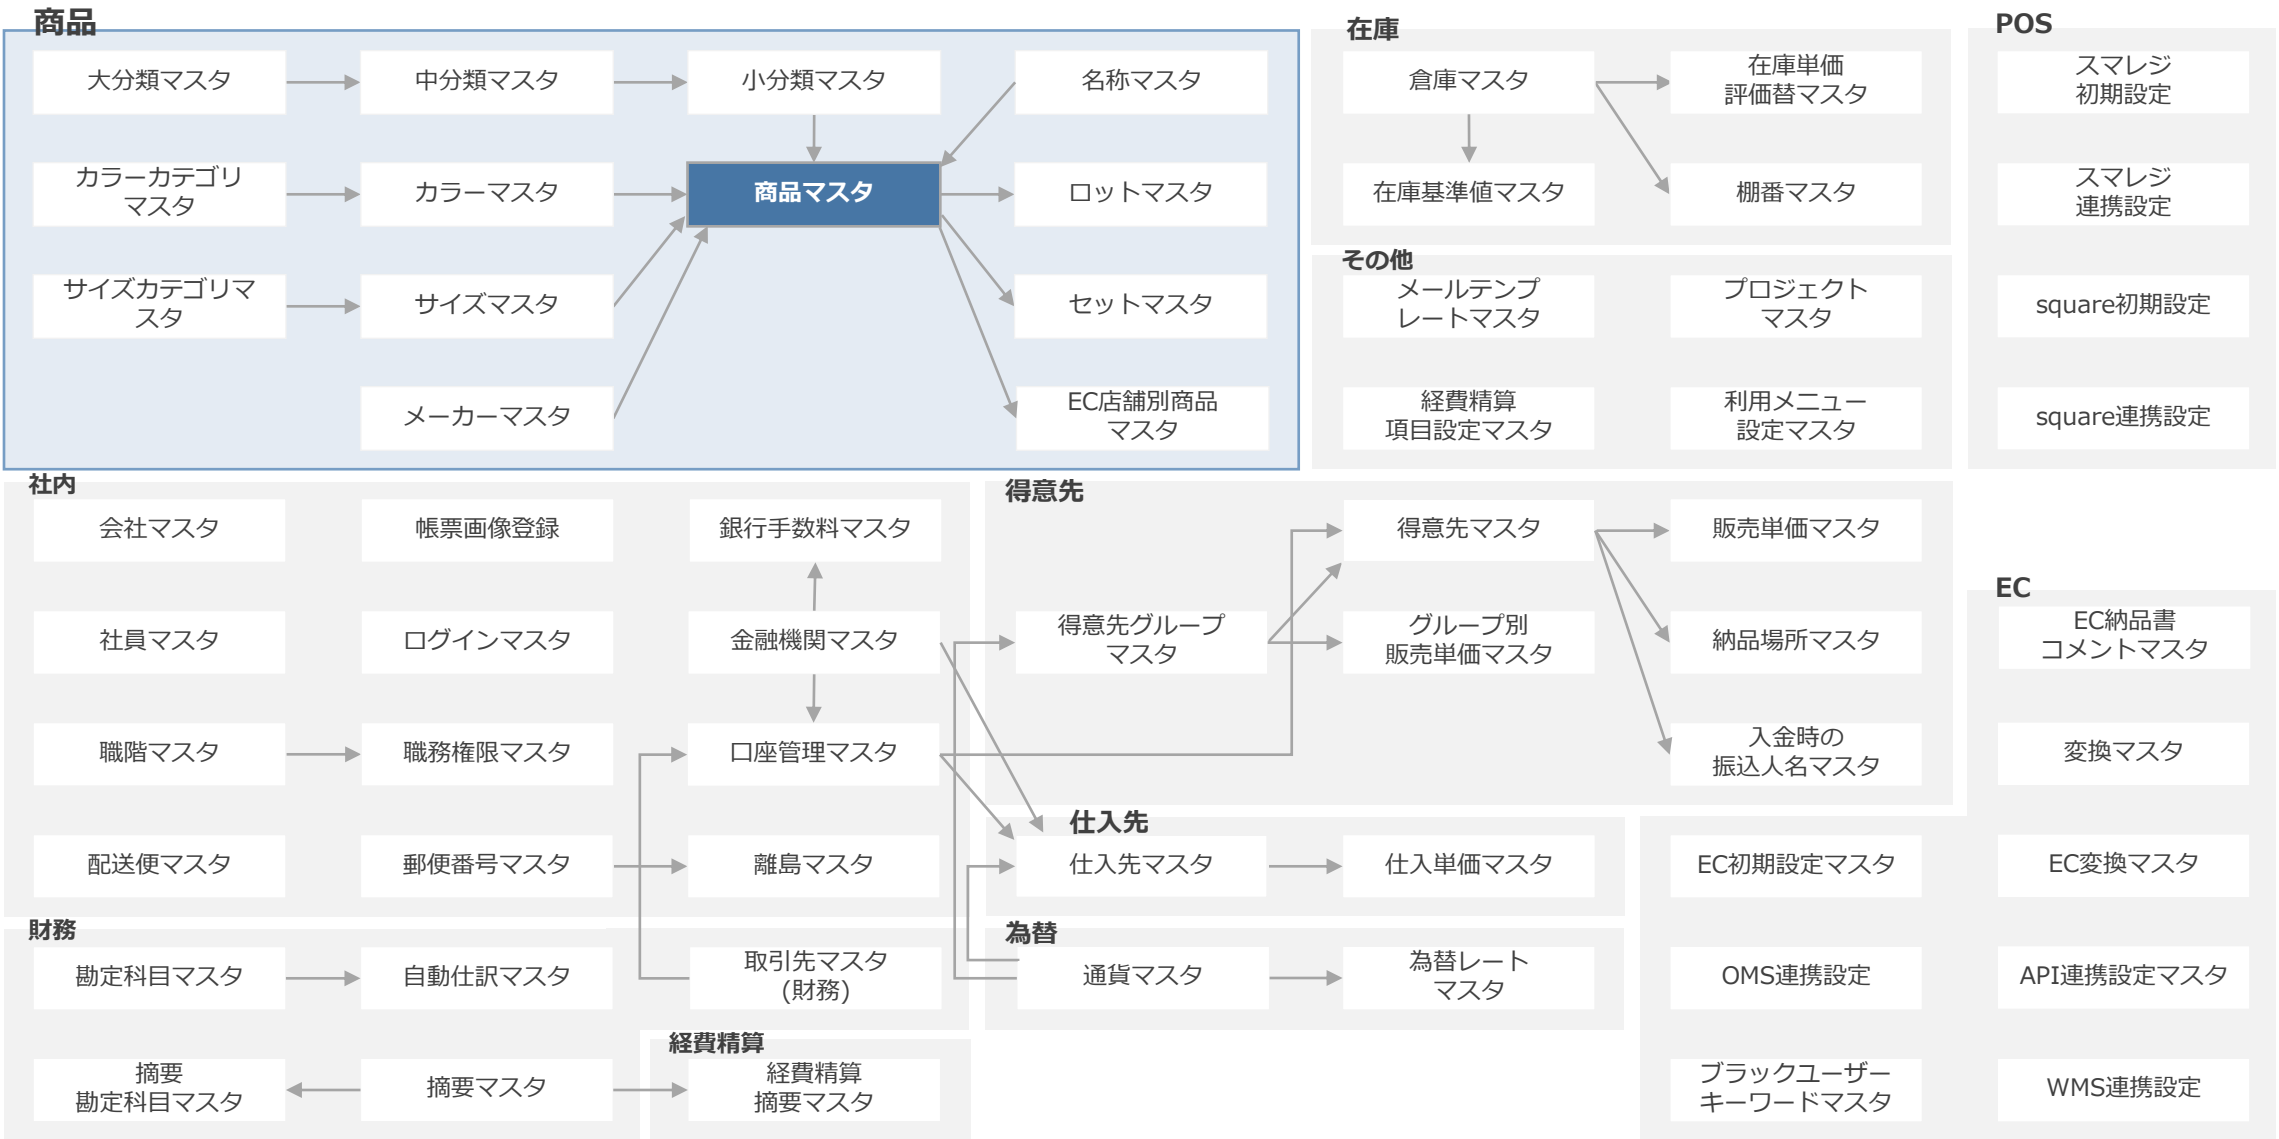 商品
大分類マスタ
中分類マスタ
小分類マスタ
名称マスタ
カラーカテゴリ
マスタ
カラーマスタ
商品マスタ
ロットマスタ
サイズカテゴリマ
スタ
サイズマスタ
セットマスタ
メーカーマスタ
EC店舗別商品
マスタ
在庫
倉庫マスタ
在庫単価
評価替マスタ
在庫基準値マスタ
棚番マスタ
その他
メールテンプ
レートマスタ
プロジェクト
マスタ
経費精算
項目設定マスタ
利用メニュー
設定マスタ
POS
スマレジ
初期設定
スマレジ
連携設定
square初期設定
square連携設定
社内
会社マスタ
帳票画像登録
銀行手数料マスタ
社員マスタ
ログインマスタ
金融機関マスタ
職階マスタ
職務権限マスタ
口座管理マスタ
配送便マスタ
郵便番号マスタ
離島マスタ
得意先
得意先マスタ
販売単価マスタ
得意先グループ
マスタ
グループ別
販売単価マスタ
納品場所マスタ
入金時の
振込人名マスタ
仕入先
仕入先マスタ
仕入単価マスタ
財務
勘定科目マスタ
自動仕訳マスタ
取引先マスタ
(財務)
摘要
勘定科目マスタ
摘要マスタ
経費精算
経費精算
摘要マスタ
為替
通貨マスタ
為替レート
マスタ
EC
EC納品書
コメントマスタ
変換マスタ
EC初期設定マスタ
EC変換マスタ
OMS連携設定
API連携設定マスタ
ブラックユーザー
キーワードマスタ
WMS連携設定